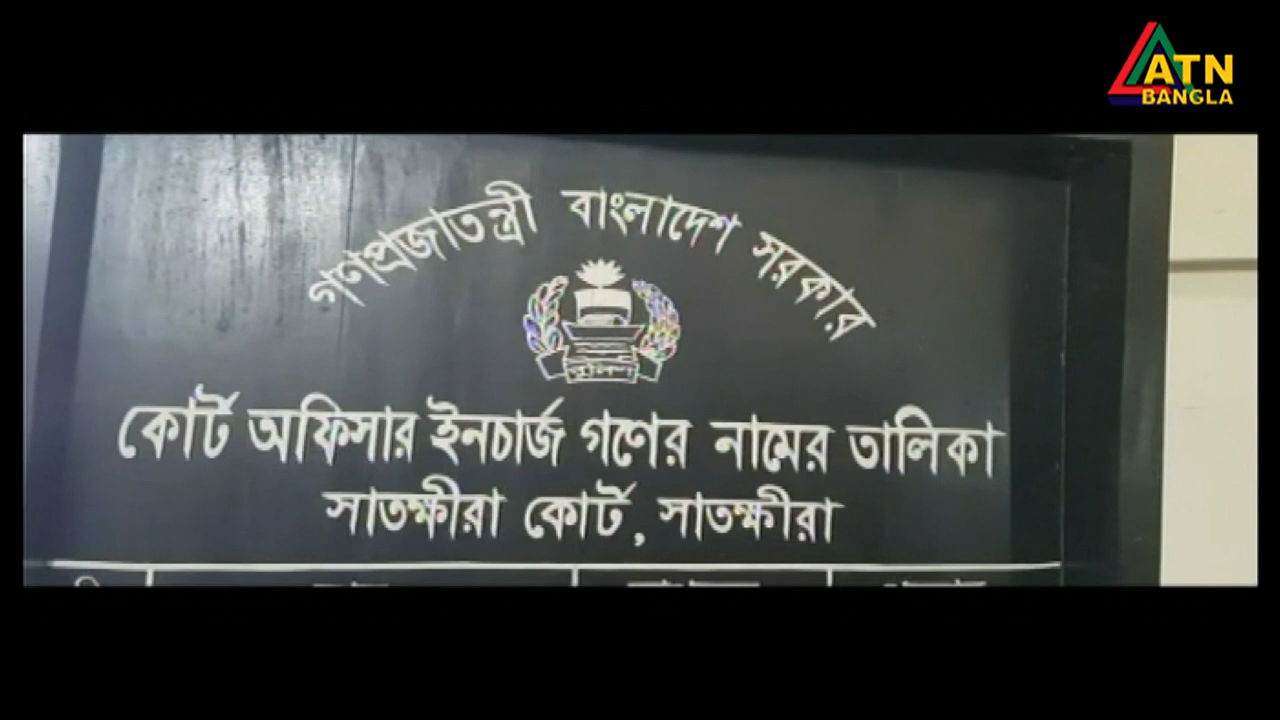 ATN
BANGLA
গণপ্রজাতন্ত্রী বাংলাদেশ সরকার
পুলিশ
কোর্ট অফিসার ইনচার্জ গণের নামের তালিকা
সাতক্ষীরা কোর্ট, সাতক্ষীরা